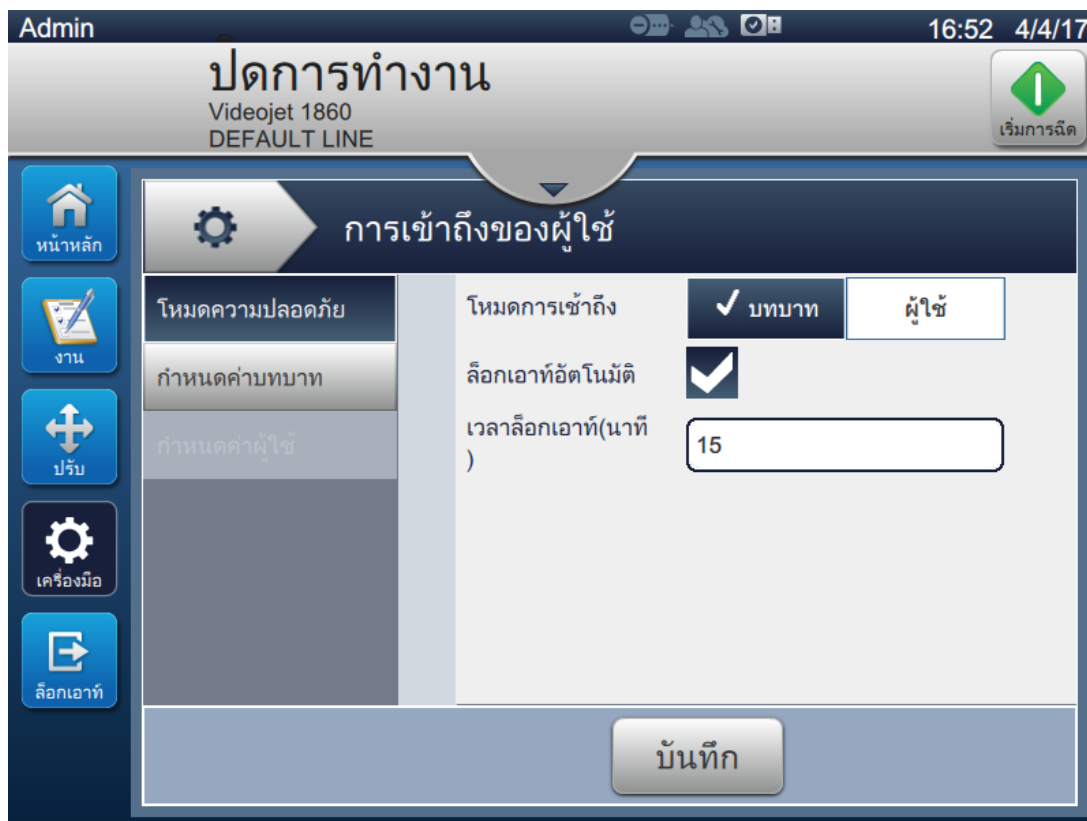 Admin
16:52 4/4/17
ปิดการทำงาน
Videojet 1860
DEFAULT LINE
เริ่มการฉีด
หน้าหลัก
การเข้าถึงของผู้ใช้
งาน
ปรับ
เครื่องมือ
ล็อกเอาท์
โหมดความปลอดภัย
กำหนดค่าบทบาท
กำหนดค่าผู้ใช้
โหมดการเช้าถึง
บทบาท
ผู้ใช้
ล็อกเอาท์อัตโนมัติ
เวลาล็อกเอาท์(นาที
)
15
บันทึก